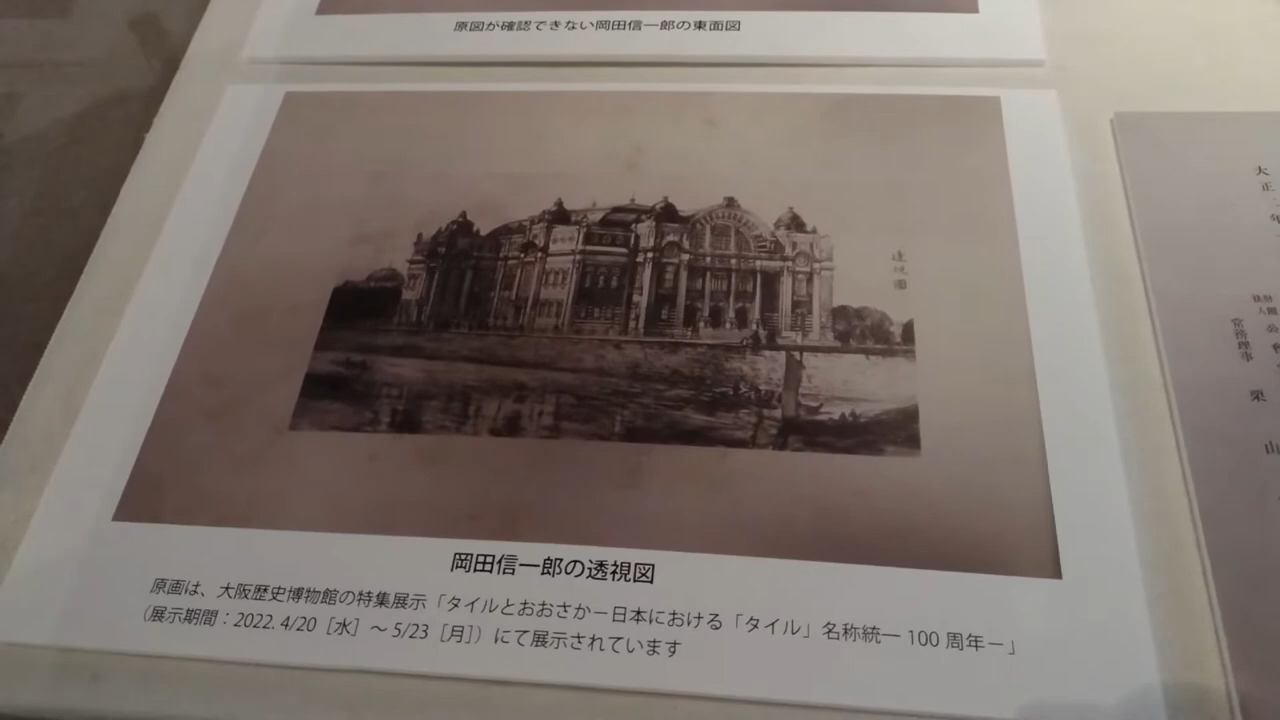 原図が確認できない岡田信一郎の東面図
透視図
岡田信一郎の透視図
原画は、大阪歴史博物館の特集展示「タイルとおおさか－日本における「タイル」名称統一 100 周年－」
（展示期間：2022. 4/20［水］～ 5/23［月］）にて展示されています
大正
常務理事
栗
山